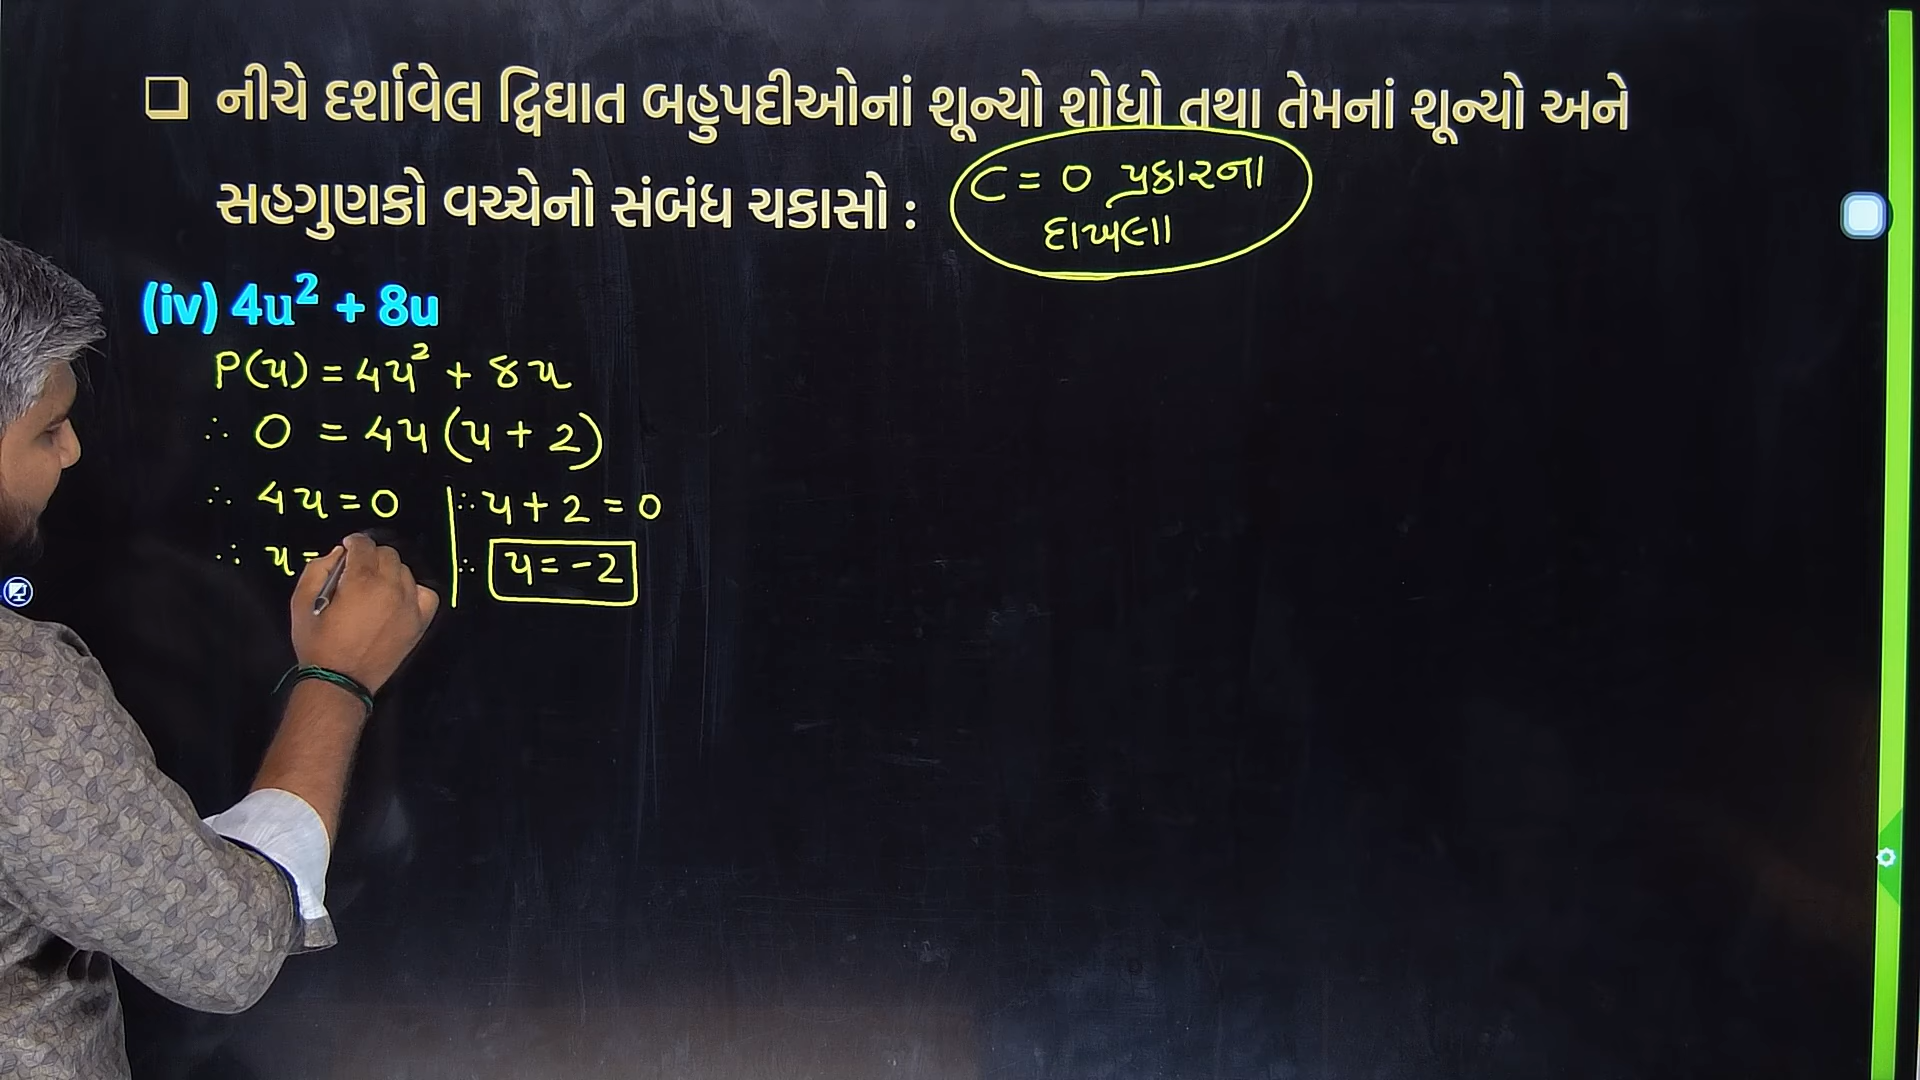 ❑ નીચે દર્શાવેલ દ્વિઘાત બહુપદીઓનાં શૂન્યો શોધો તથા તેમનાં શૂન્યો અને
સહગુણકો વચ્ચેનો સંબંધ ચકાસો :
C = 0 પ્રકારના
દાખલા
(iv) 4u² + 8u
P(u) = 4u² + 8u
∴ 0 = 4u (u + 2)
∴ 4u = 0 | ∴ u + 2 = 0
∴ u = | ∴ u = -2